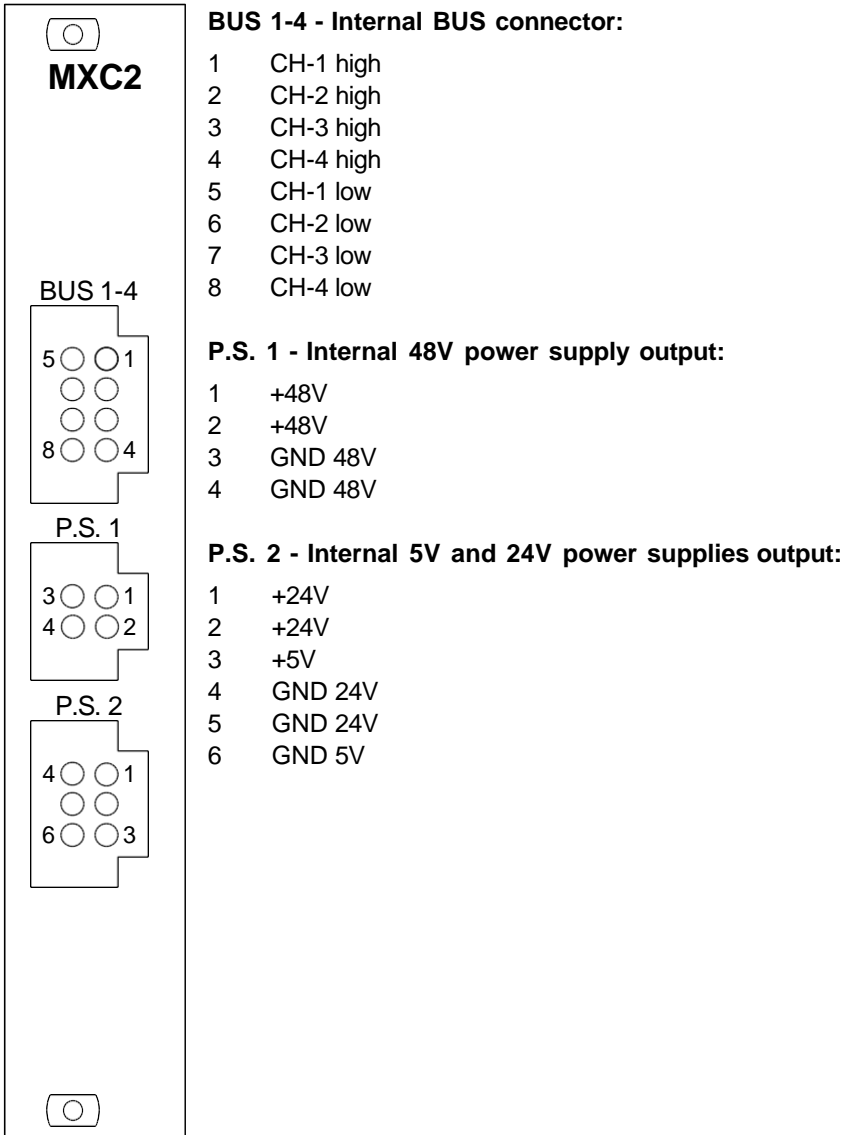 MXC2
BUS 1-4
5 1
8 4
P.S. 1
3 1
4 2
P.S. 2
4 1
6 3
BUS 1-4 - Internal BUS connector:
1 CH-1 high
2 CH-2 high
3 CH-3 high
4 CH-4 high
5 CH-1 low
6 CH-2 low
7 CH-3 low
8 CH-4 low
P.S. 1 - Internal 48V power supply output:
1 +48V
2 +48V
3 GND 48V
4 GND 48V
P.S. 2 - Internal 5V and 24V power supplies output:
1 +24V
2 +24V
3 +5V
4 GND 24V
5 GND 24V
6 GND 5V